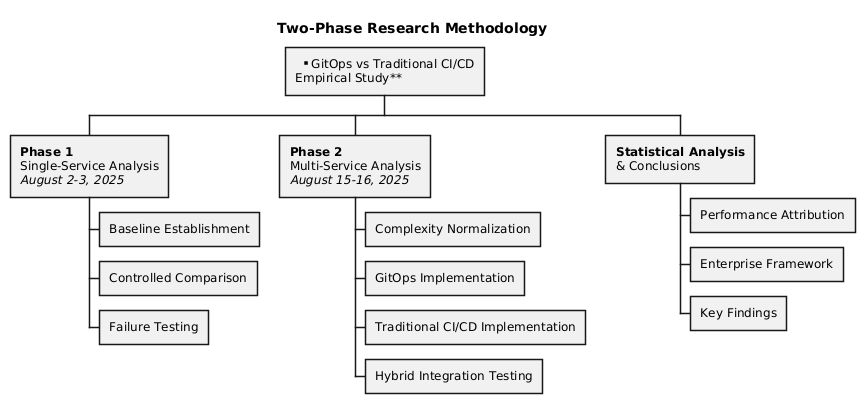 Two-Phase Research Methodology
▪ GitOps vs Traditional CI/CD
Empirical Study**
Phase 1
Single-Service Analysis
August 2-3, 2025
Baseline Establishment
Controlled Comparison
Failure Testing
Phase 2
Multi-Service Analysis
August 15-16, 2025
Complexity Normalization
GitOps Implementation
Traditional CI/CD Implementation
Hybrid Integration Testing
Statistical Analysis
& Conclusions
Performance Attribution
Enterprise Framework
Key Findings